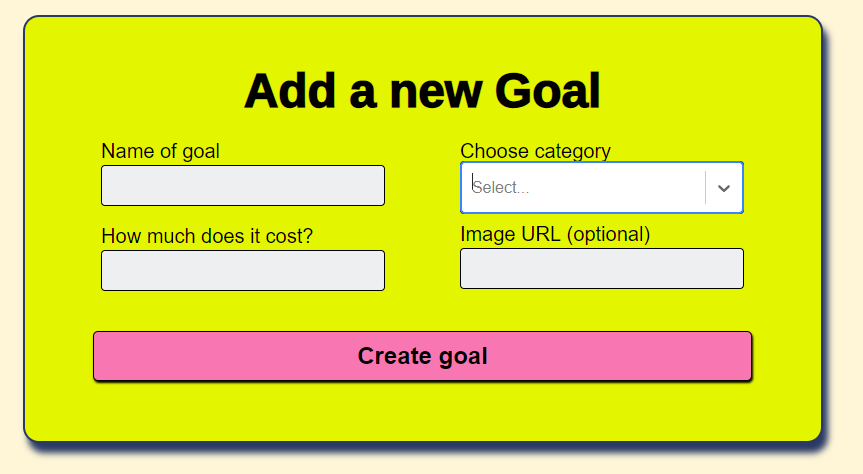 Add a new Goal
Name of goal
Choose category
Select...
How much does it cost?
Image URL (optional)
Create goal